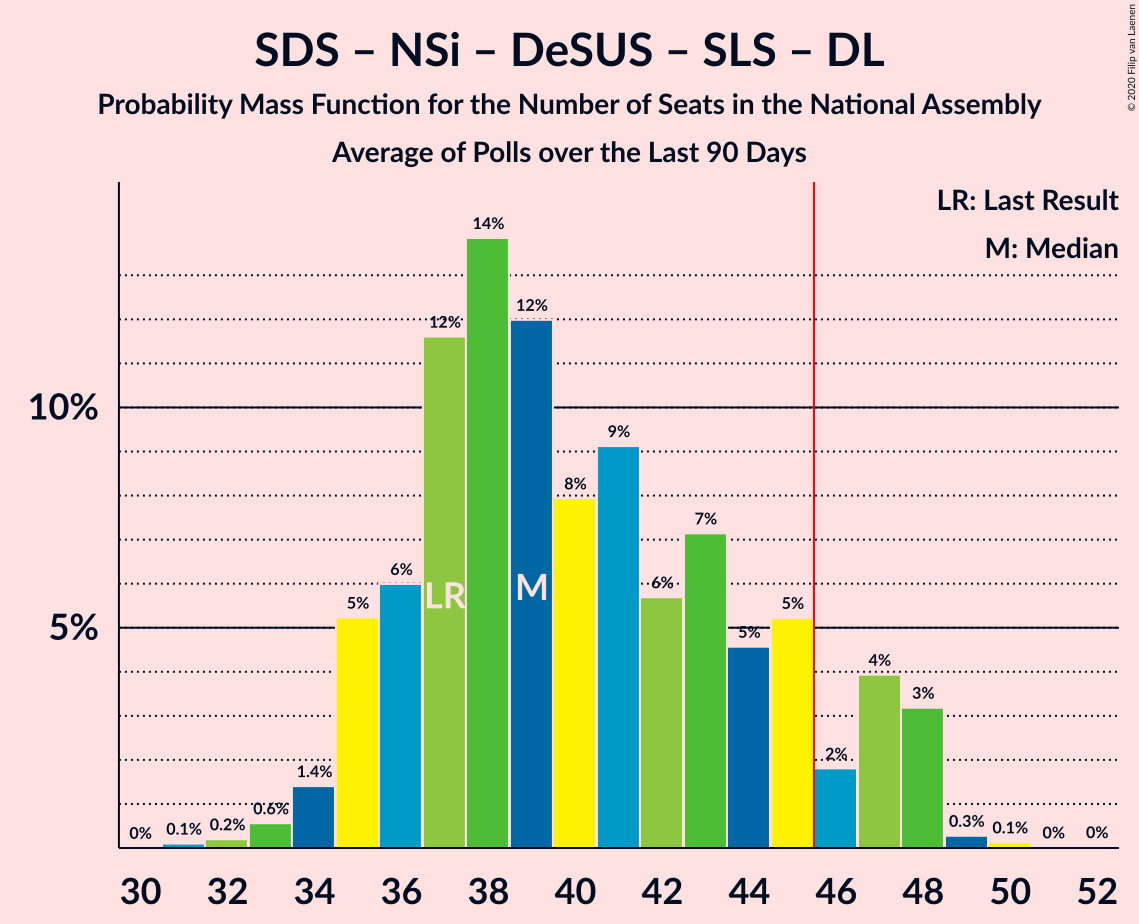 SDS – NSi – DeSUS – SLS – DL
Probability Mass Function for the Number of Seats in the National Assembly
Average of Polls over the Last 90 Days
© 2020 Filip van Laenen
LR: Last Result
M: Median
10%
5%
0%
0.1%
0.2%
0.6%
1.4%
5%
6%
12%
14%
12%
8%
9%
6%
7%
5%
5%
2%
4%
3%
0.3%
0.1%
0%
0%
LR
M
30 32 34 36 38 40 42 44 46 48 50 52